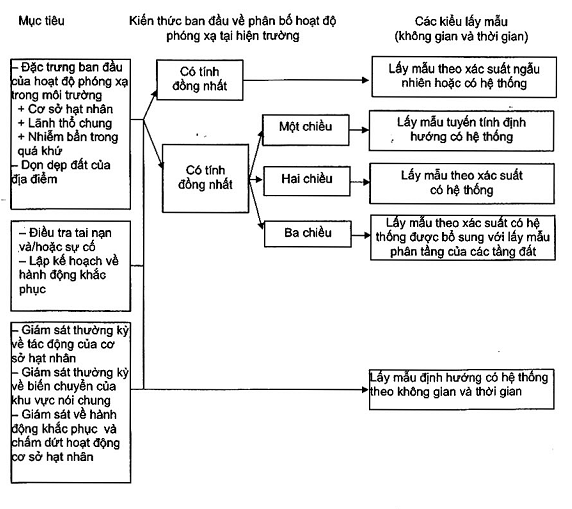 Mục tiêu
Kiến thức ban đầu về phân bố hoạt độ
phóng xạ tại hiện trường
Các kiểu lấy mẫu
(không gian và thời gian)
– Đặc trưng ban đầu
của hoạt độ phóng xạ
trong môi trường
+ Cơ sở hạt nhân
+ Lãnh thổ chung
+ Nhiễm bẩn trong
quá khứ
– Dọn dẹp đất của
địa điểm
Có tính
đồng nhất
Lấy mẫu theo xác suất ngẫu
nhiên hoặc có hệ thống
Có tính
đồng nhất
Một chiều
Lấy mẫu tuyến tính định
hướng có hệ thống
Hai chiều
Lấy mẫu theo xác suất
có hệ thống
Ba chiều
Lấy mẫu theo xác suất có hệ
thống được bổ sung với lấy mẫu
phân tầng của các tầng đất
– Điều tra tai nạn
và/hoặc sự cố
– Lập kế hoạch về
hành động khắc
phục
– Giám sát thường kỳ
về tác động của cơ
sở hạt nhân
– Giám sát thường kỳ
về biến chuyển của
khu vực nói chung
– Giám sát về hành
động khắc phục và
chấm dứt hoạt động
cơ sở hạt nhân
Lấy mẫu định hướng có hệ thống
theo không gian và thời gian